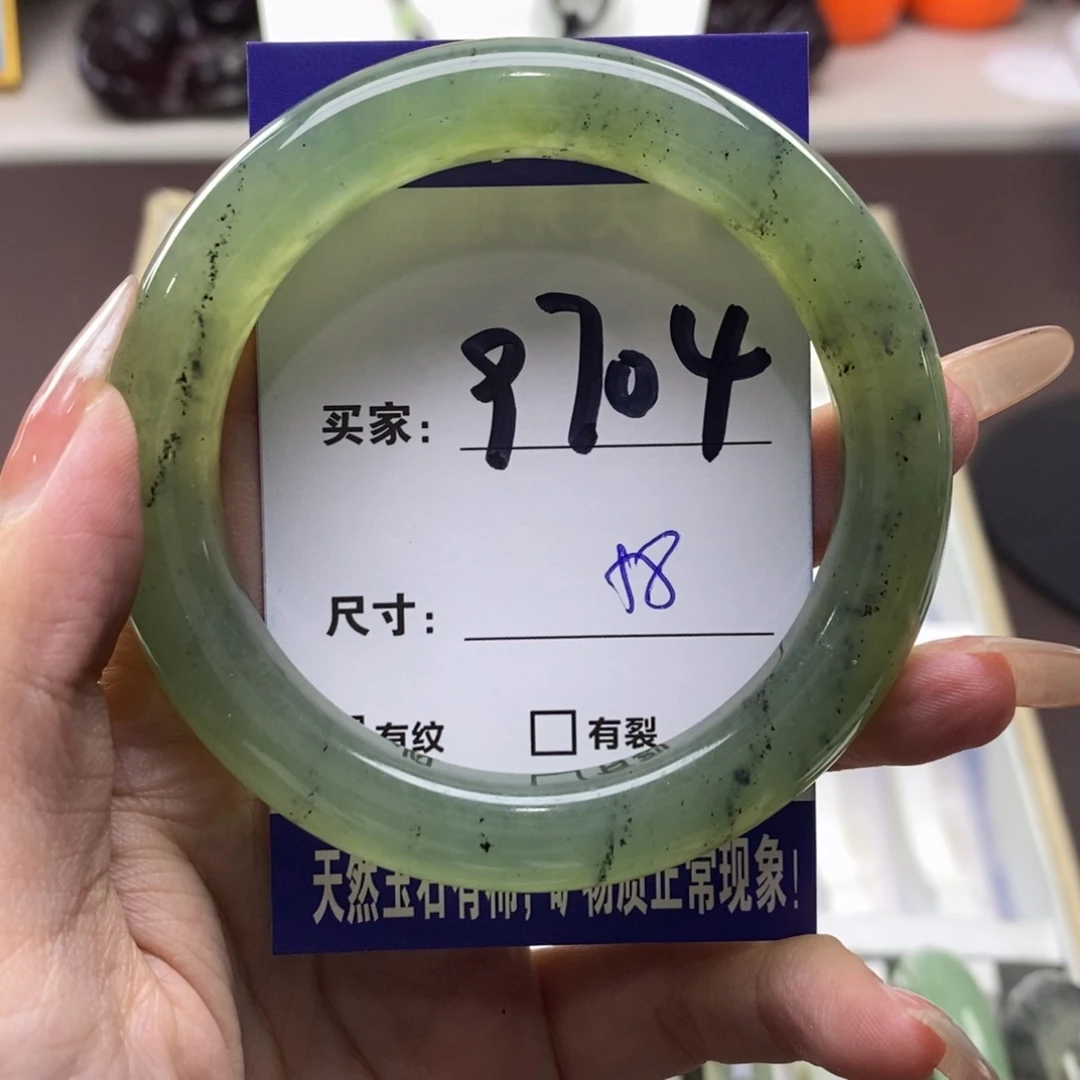 买家: 9704
尺寸: 58
有纹 □ 有裂
天然玉石有棉, 矿物质正常现象!